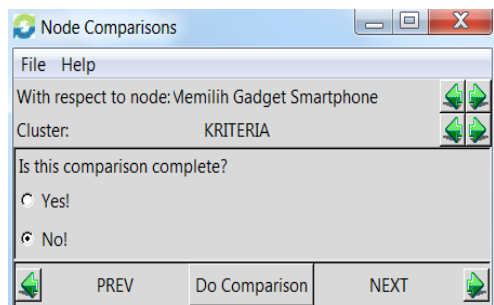 Node Comparisons
File Help
With respect to node: Memilih Gadget Smartphone
Cluster: KRITERIA
Is this comparison complete?
Yes!
No!
PREV Do Comparison NEXT